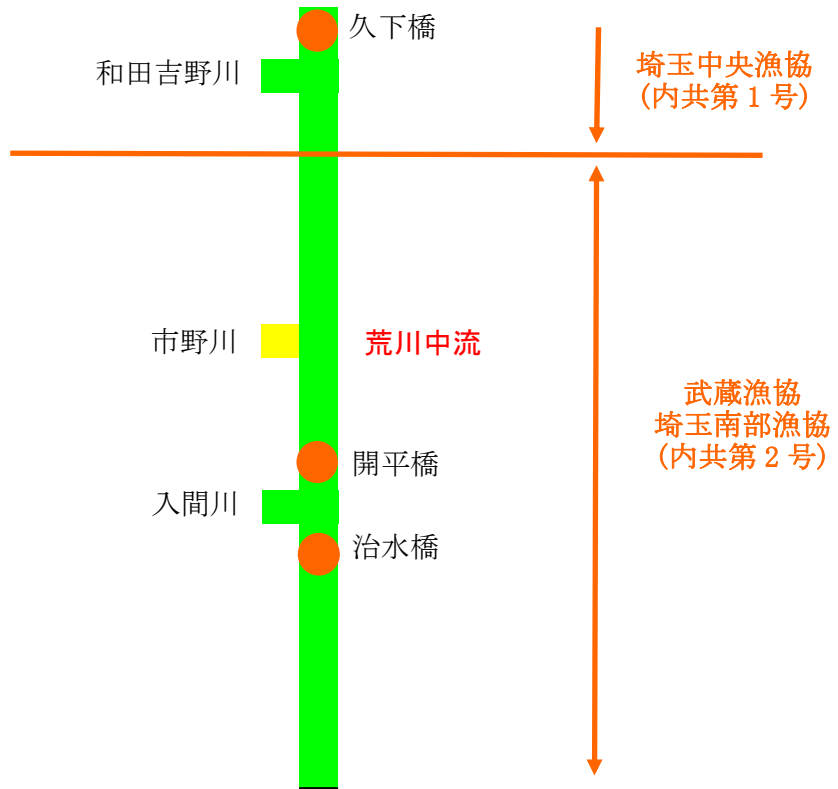 久下橋
和田吉野川
埼玉中央漁協
(内共第１号)
市野川
荒川中流
武蔵漁協
埼玉南部漁協
(内共第２号)
開平橋
入間川
治水橋